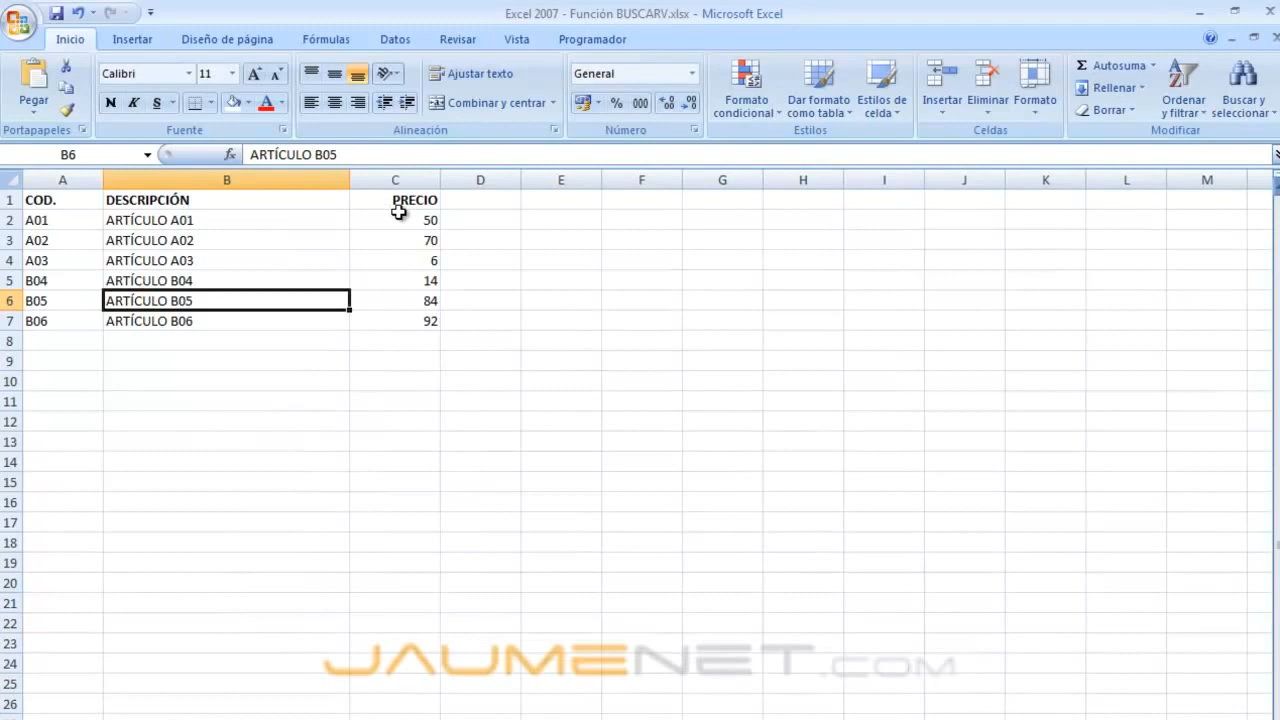 Excel 2007 - Función BUSCARV.xlsx - Microsoft Excel
Inicio Insertar Diseño de página Fórmulas Datos Revisar Vista Programador
Pegar
Portapapeles
Calibri 11
N K S
Fuente
Ajustar texto
Combinar y centrar
Alineación
General
% 000
Número
Formato condicional
Dar formato como tabla
Estilos de celda
Estilos
Insertar Eliminar Formato
Celdas
Σ Autosuma
Rellenar
Borrar
Ordenar y filtrar
Buscar y seleccionar
Modificar
B6 fx ARTÍCULO B05
A B C D E F G H I J K L M
1 COD. DESCRIPCIÓN PRECIO
2 A01 ARTÍCULO A01 50
3 A02 ARTÍCULO A02 70
4 A03 ARTÍCULO A03 6
5 B04 ARTÍCULO B04 14
6 B05 ARTÍCULO B05 84
7 B06 ARTÍCULO B06 92
8
9
10
11
12
13
14
15
16
17
18
19
20
21
22
23
24
25
26
JAUMENET.COM